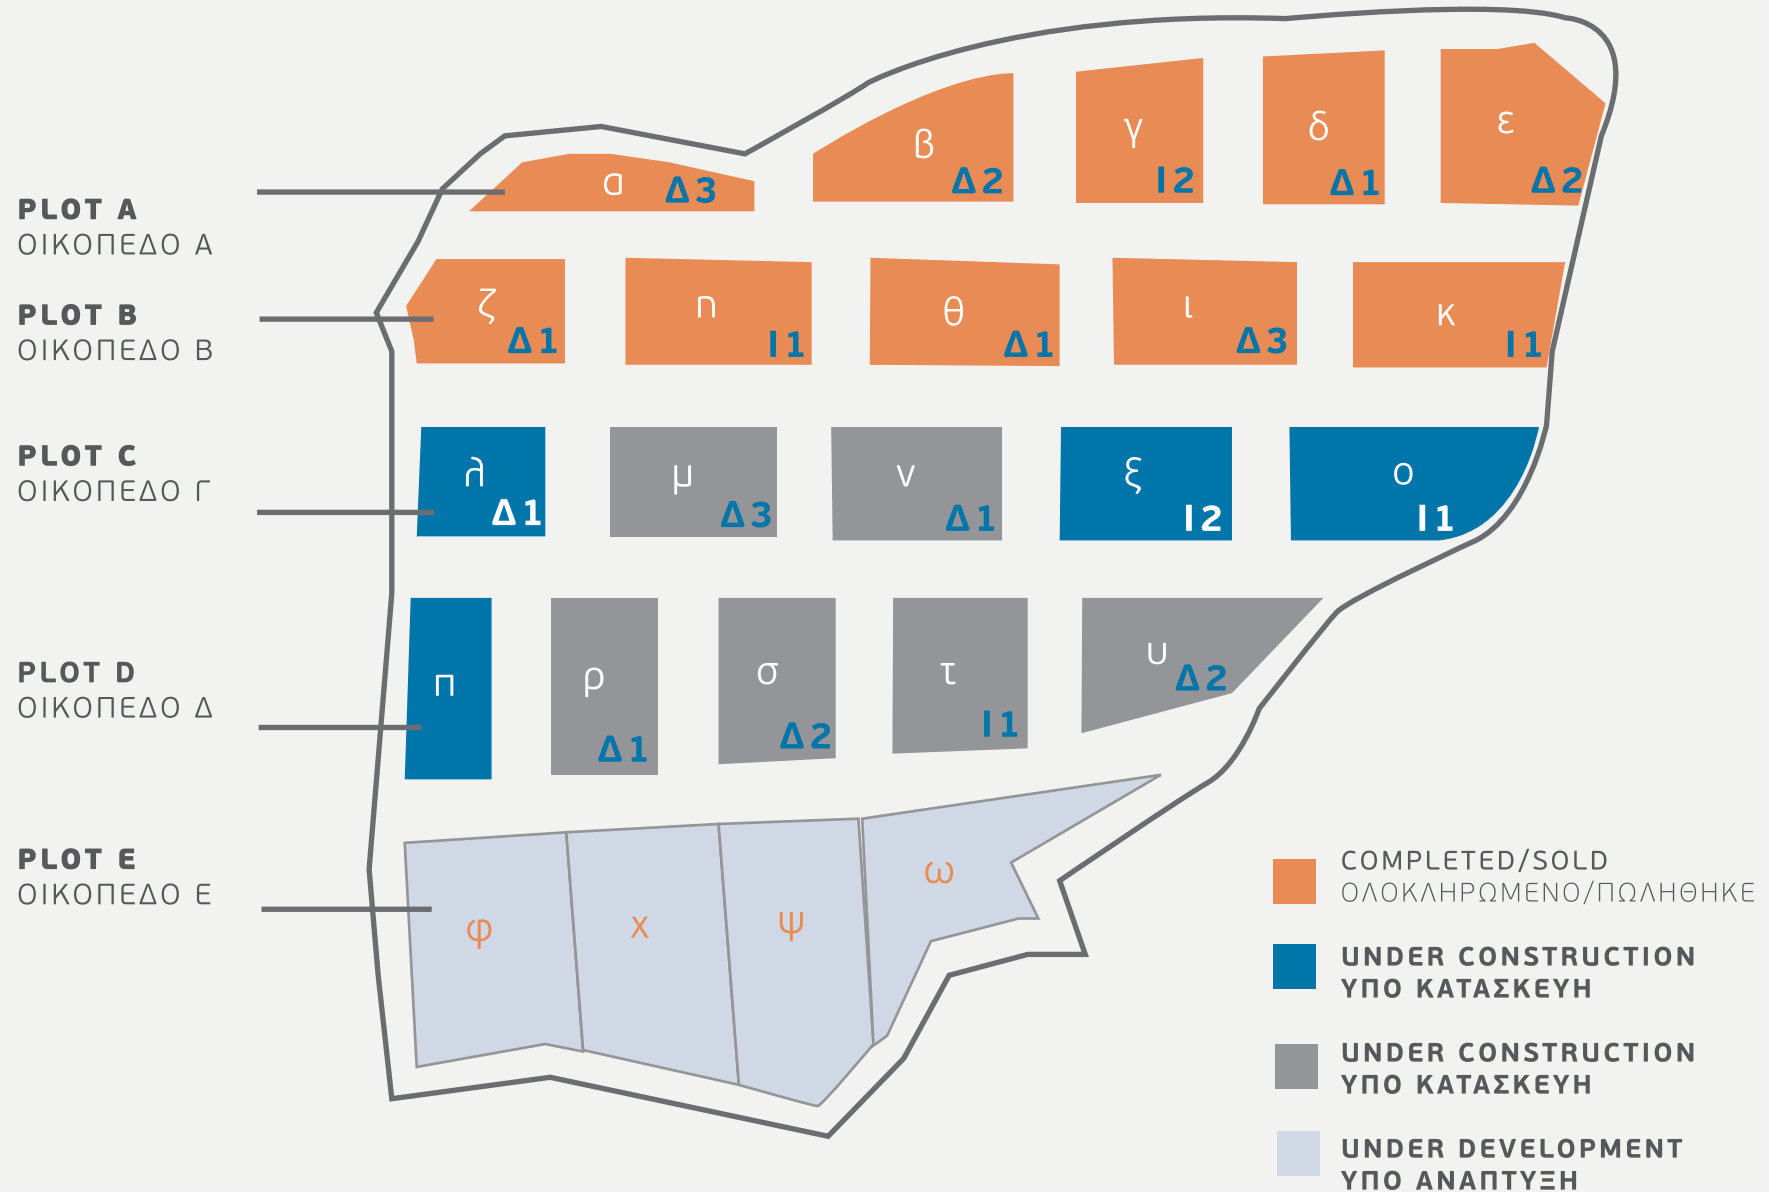 PLOT A
ΟΙΚΟΠΕΔΟ Α
α Δ3
β Δ2
γ Ι2
δ Δ1
ε Δ2
PLOT B
ΟΙΚΟΠΕΔΟ Β
ζ Δ1
η Ι1
θ Δ1
ι Δ3
κ Ι1
PLOT C
ΟΙΚΟΠΕΔΟ Γ
λ Δ1
μ Δ3
ν Δ1
ξ Ι2
ο Ι1
PLOT D
ΟΙΚΟΠΕΔΟ Δ
π
ρ Δ1
σ Δ2
τ Ι1
υ Δ2
PLOT E
ΟΙΚΟΠΕΔΟ Ε
φ
χ
ψ
ω
COMPLETED/SOLD
ΟΛΟΚΛΗΡΩΜΕΝΟ/ΠΩΛΗΘΗΚΕ
UNDER CONSTRUCTION
ΥΠΟ ΚΑΤΑΣΚΕΥΗ
UNDER CONSTRUCTION
ΥΠΟ ΚΑΤΑΣΚΕΥΗ
UNDER DEVELOPMENT
ΥΠΟ ΑΝΑΠΤΥΞΗ